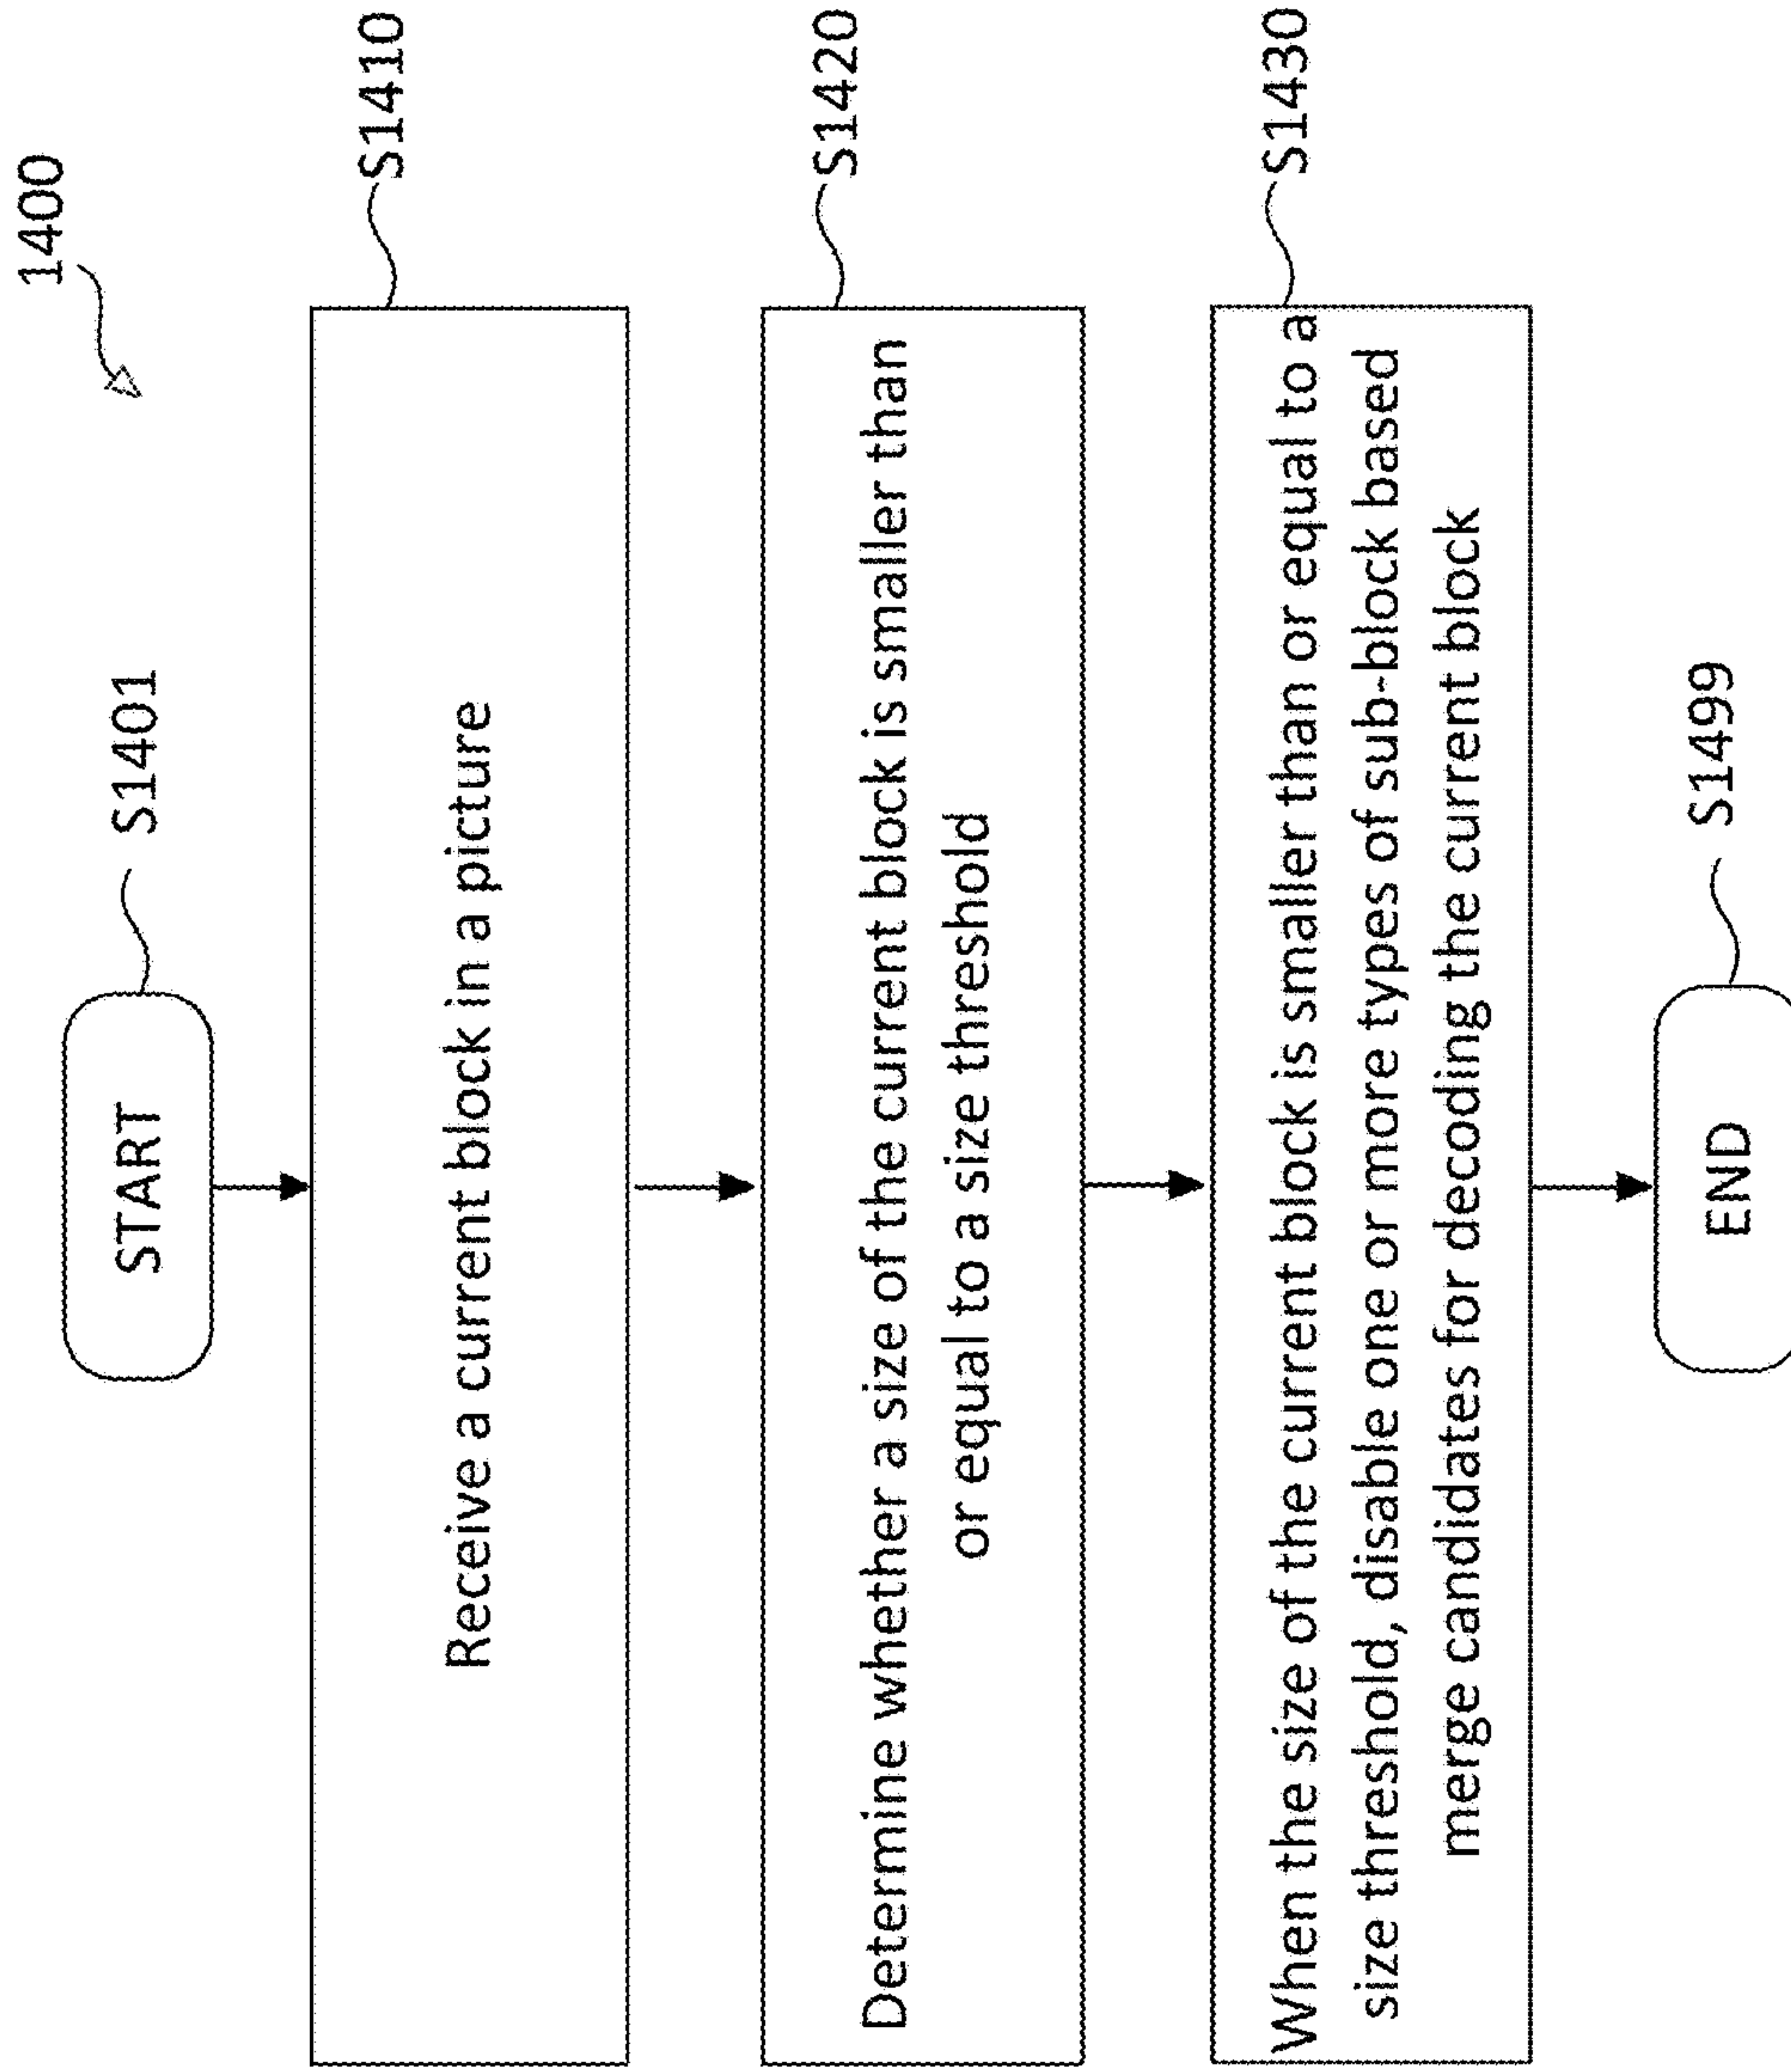 1400
START
S1401
Receive a current block in a picture
S1410
Determine whether a size of the current block is smaller than
or equal to a size threshold
S1420
When the size of the current block is smaller than or equal to a
size threshold, disable one or more types of sub-block based
merge candidates for decoding the current block
S1430
END
S1499